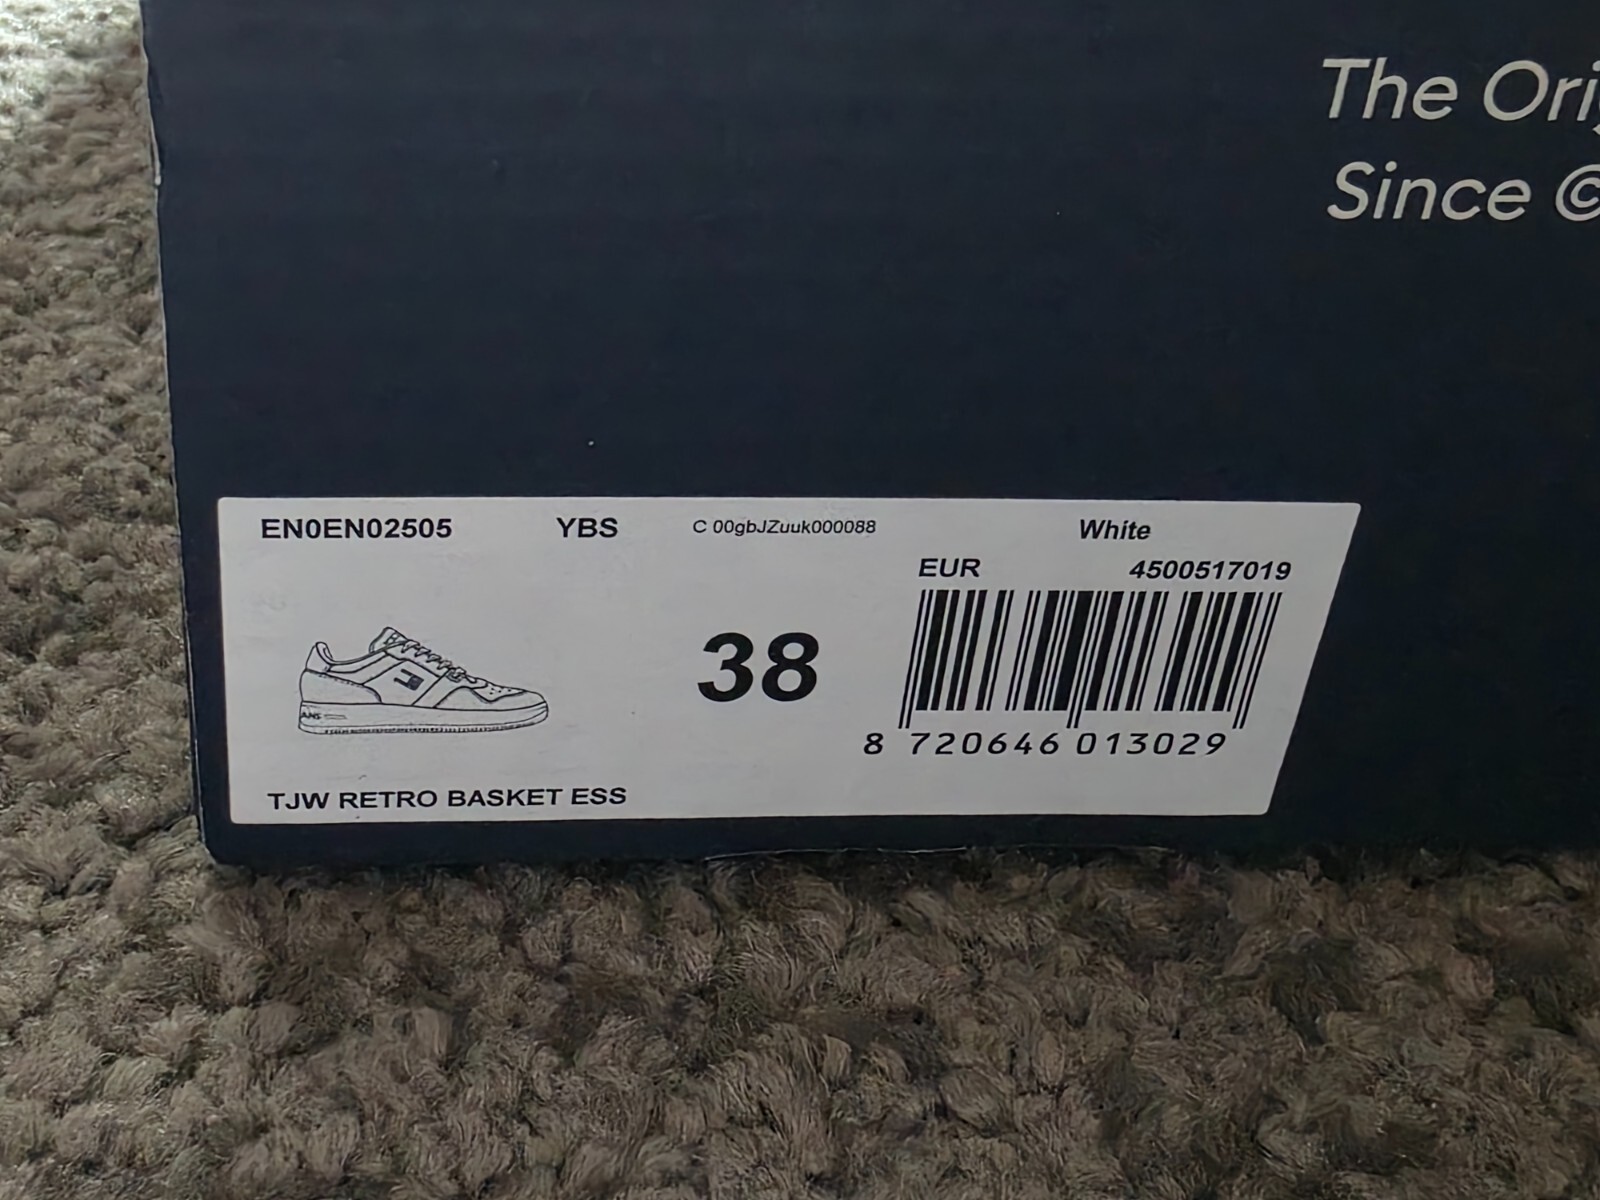 The Ori
Since ©
EN0EN02505 YBS C 00gbJZuuk000088 White
EUR 4500517019
38
8 720646 013029
TJW RETRO BASKET ESS